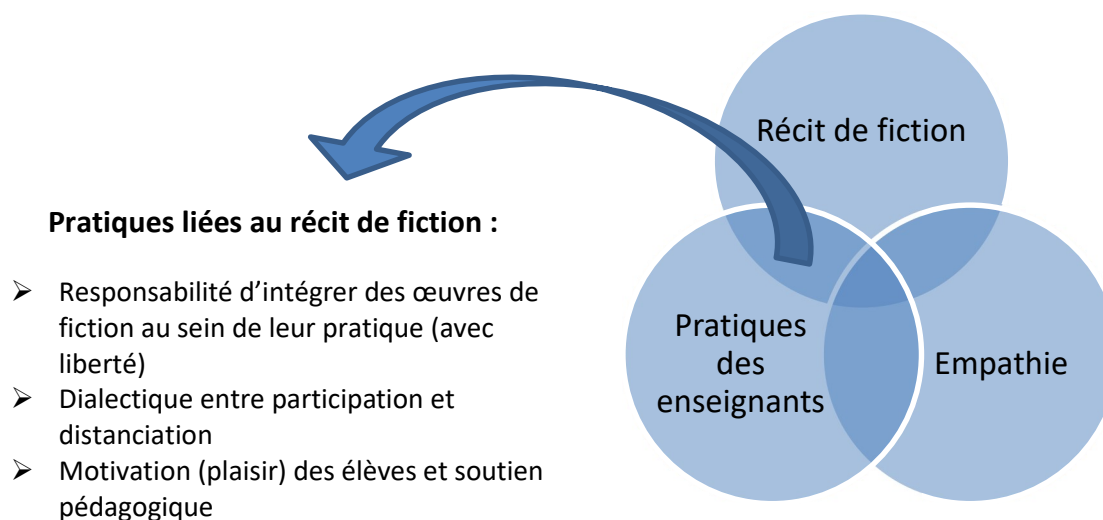 Récit de fiction
Pratiques liées au récit de fiction :
➢ Responsabilité d’intégrer des œuvres de
fiction au sein de leur pratique (avec
liberté)
➢ Dialectique entre participation et
distanciation
➢ Motivation (plaisir) des élèves et soutien
pédagogique
Pratiques
des
enseignants
Empathie